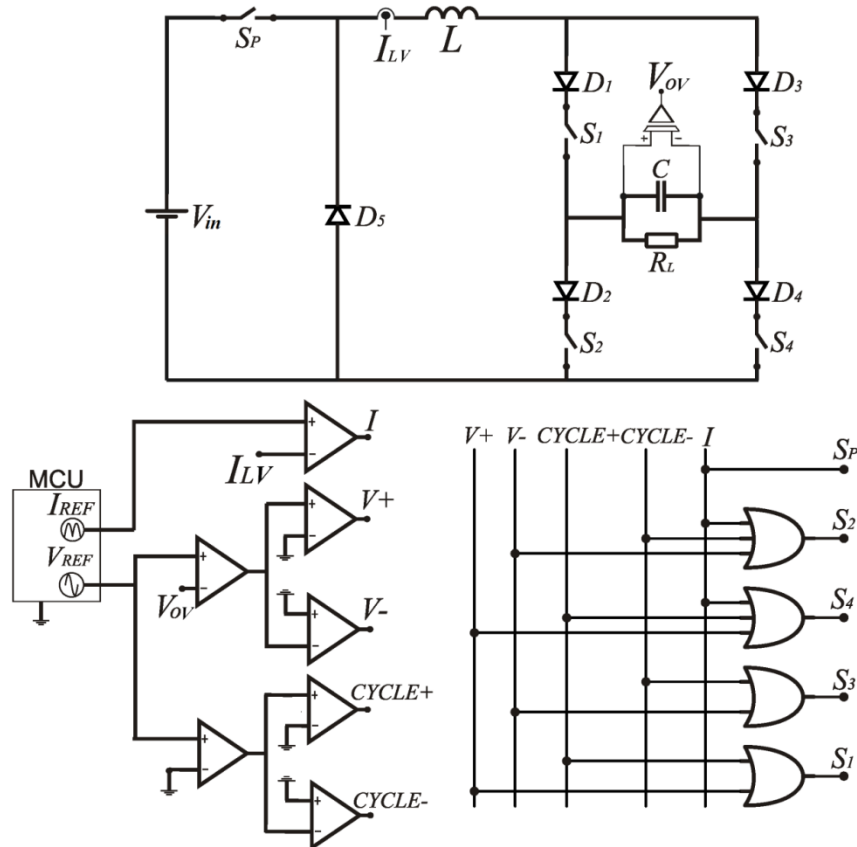 S_P
I_LV
L
D_1
V_OV
D_3
S_1
+ -
S_3
C
V_in
D_5
R_L
D_2
D_4
S_2
S_4
I
V+
V-
CYCLE+
CYCLE-
I
+
-
I_LV
S_P
MCU
I_REF
V_REF
+
-
V+
S_2
+
-
V_OV
+
-
V-
S_4
+
-
CYCLE+
S_3
+
-
+
-
CYCLE-
S_1